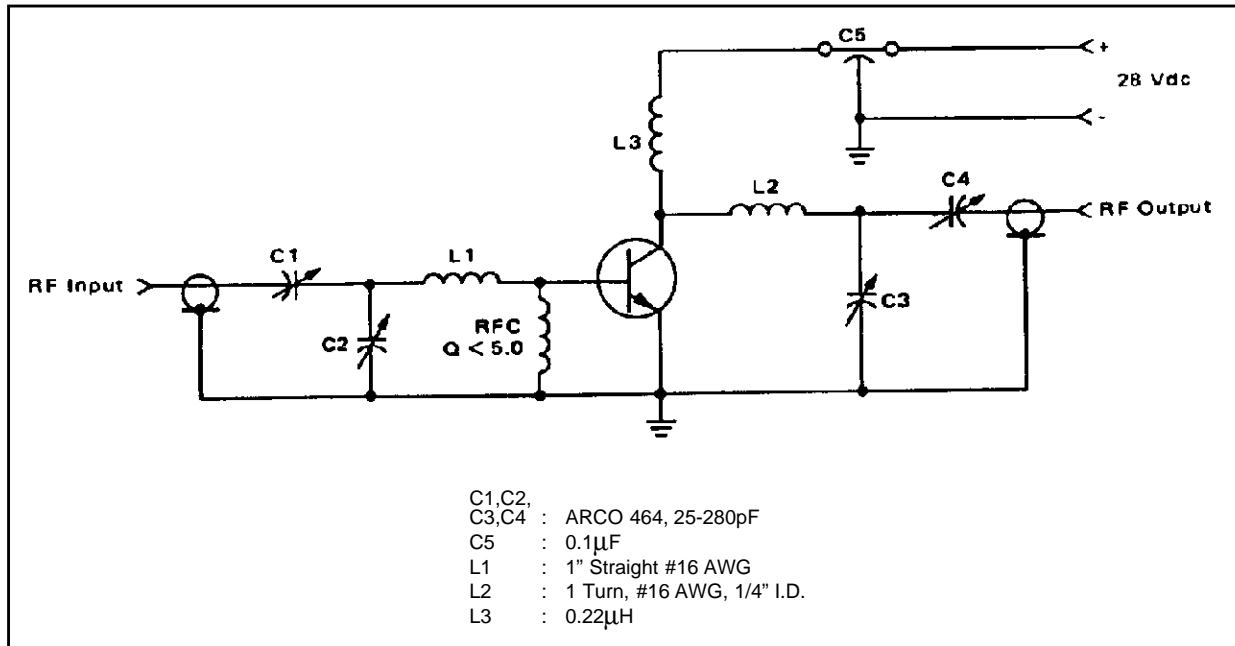 C5
+
28 Vdc
-
L3
L2
C4
RF Output
C1
L1
RF Input
C3
RFC
C2
Q < 5.0
C1,C2,
C3,C4 : ARCO 464, 25-280pF
C5 : 0.1μF
L1 : 1” Straight #16 AWG
L2 : 1 Turn, #16 AWG, 1/4” I.D.
L3 : 0.22μH